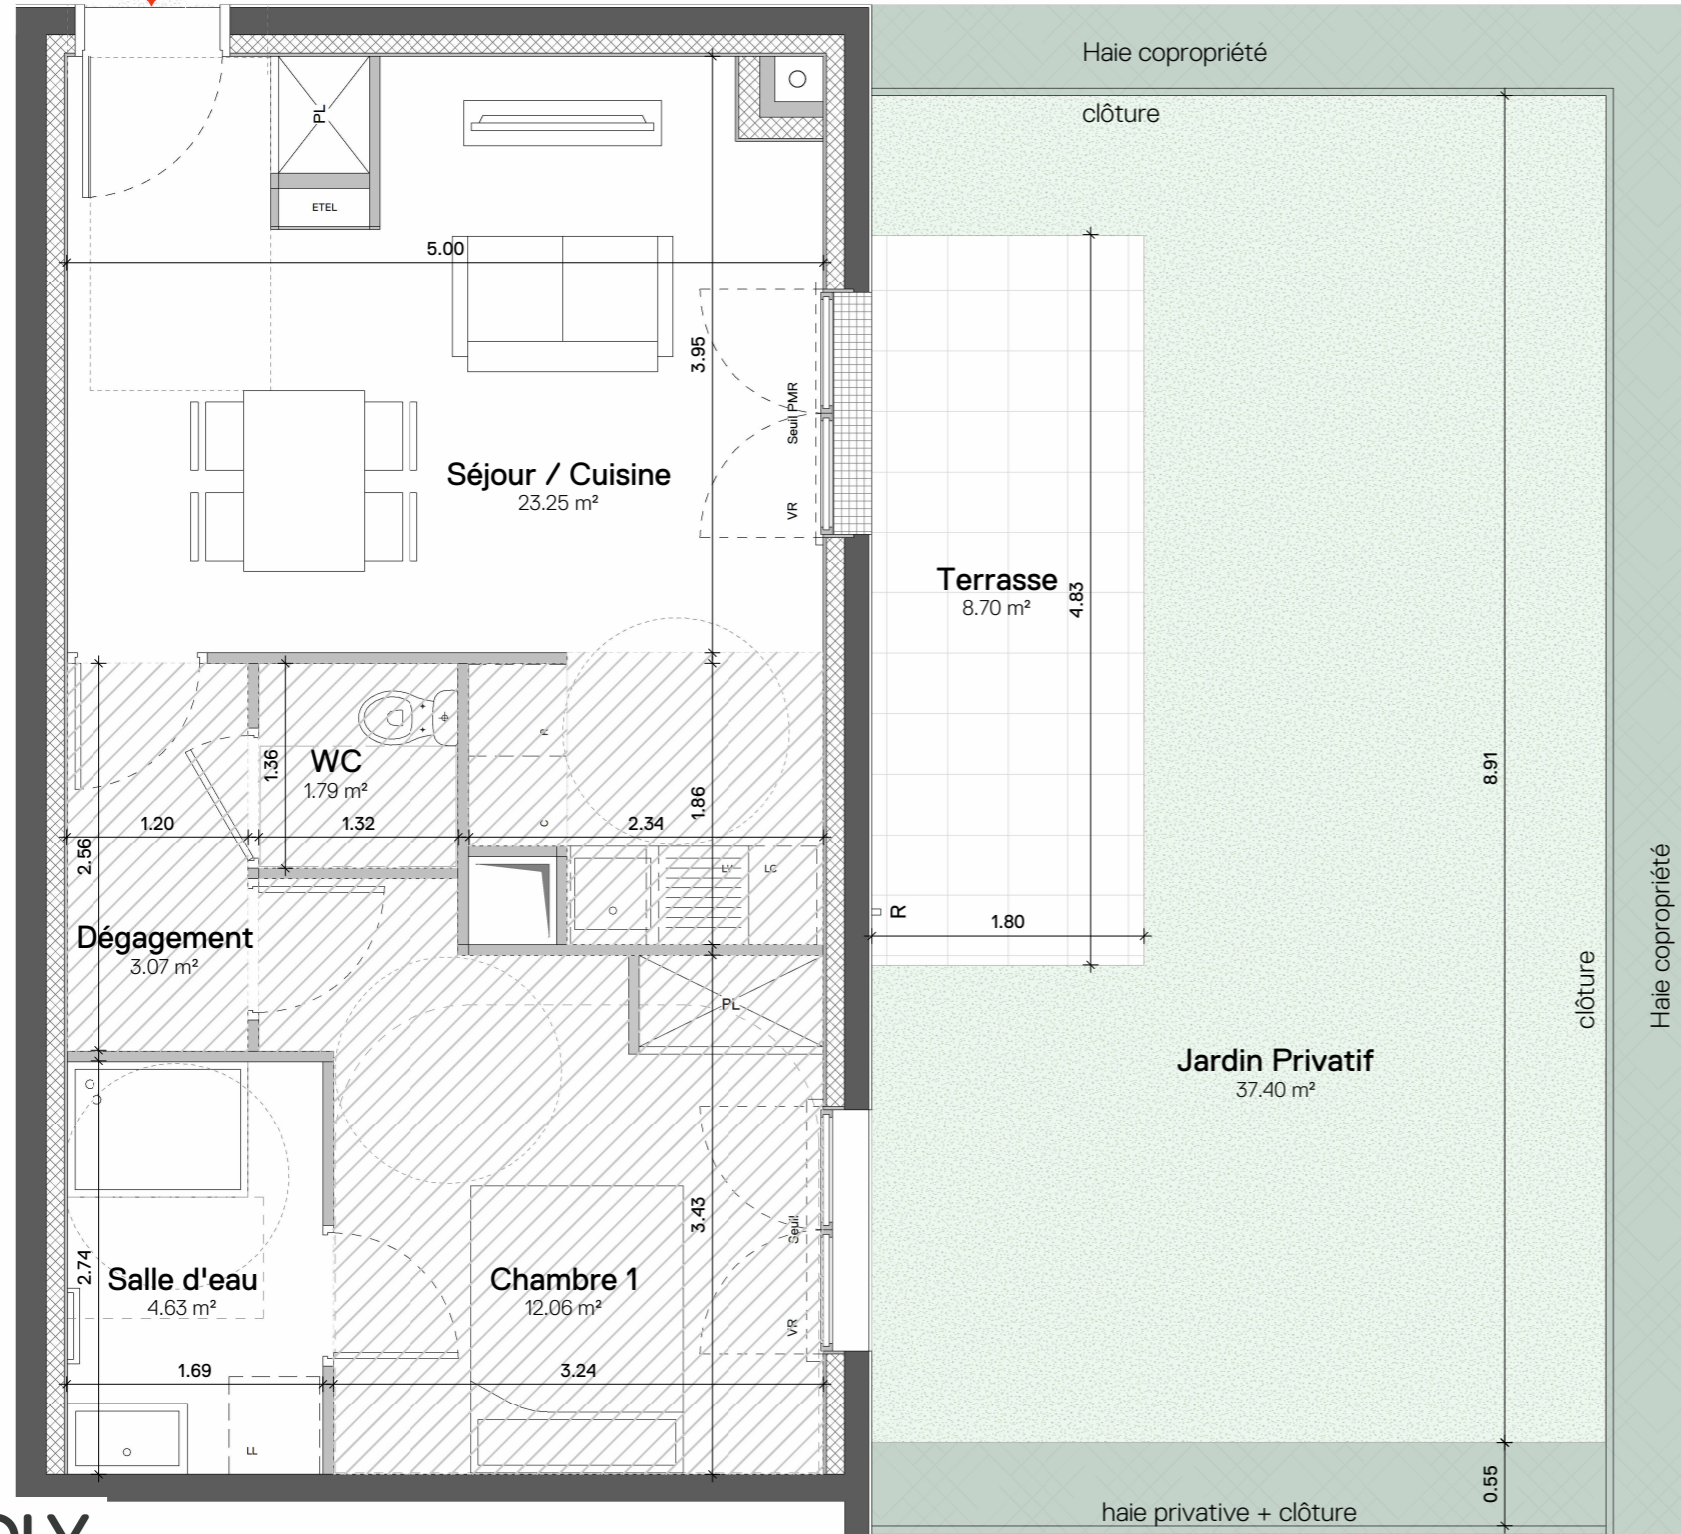 Haie copropriété
clôture
PL
ETEL
5.00
3.95
Seuil PMR
VR
Séjour / Cuisine
23.25 m²
Terrasse
8.70 m²
4.83
8.91
R
1.36
WC
1.79 m²
1.86
1.20
1.32
2.34
C
2.56
LV
LC
R
1.80
Dégagement
3.07 m²
PL
clôture
Haie copropriété
Jardin Privatif
37.40 m²
3.43
Seuil
2.74
Salle d'eau
4.63 m²
Chambre 1
12.06 m²
VR
1.69
3.24
LL
0.55
haie privative + clôture